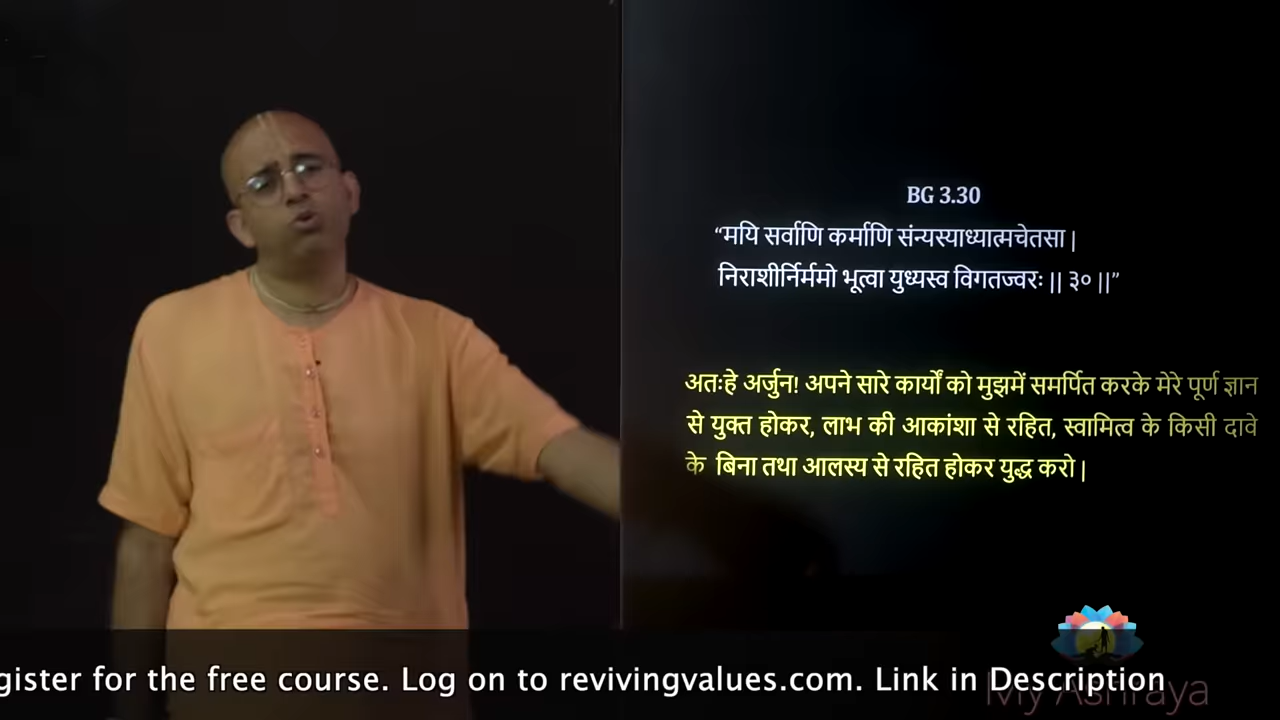 BG 3.30
“मयि सर्वाणि कर्माणि संन्यस्याध्यात्मचेतसा |
निराशीर्निर्ममो भूत्वा युध्यस्व विगतज्वरः || ३० ||”
अतःहे अर्जुन! अपने सारे कार्यों को मुझमें समर्पित करके मेरे पूर्ण ज्ञान
से युक्त होकर, लाभ की आकांशा से रहित, स्वामित्व के किसी दावे
के बिना तथा आलस्य से रहित होकर युद्ध करो |
gister for the free course. Log on to revivingvalues.com. Link in Description
My Ashraya